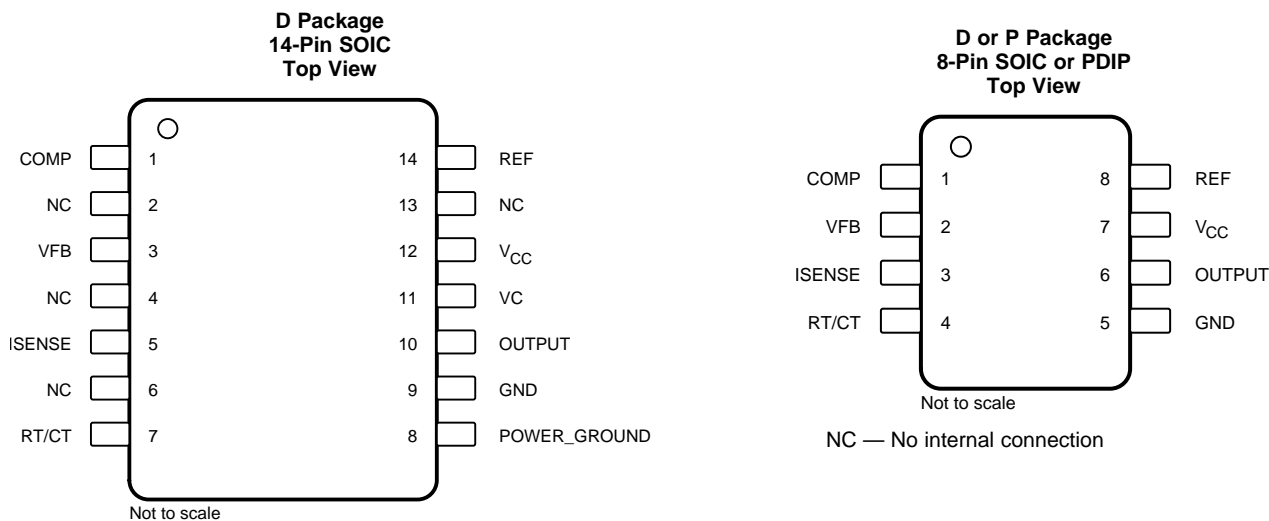 D Package
14-Pin SOIC
Top View
COMP 1 14 REF
NC 2 13 NC
VFB 3 12 VCC
NC 4 11 VC
ISENSE 5 10 OUTPUT
NC 6 9 GND
RT/CT 7 8 POWER_GROUND
Not to scale
D or P Package
8-Pin SOIC or PDIP
Top View
COMP 1 8 REF
VFB 2 7 VCC
ISENSE 3 6 OUTPUT
RT/CT 4 5 GND
Not to scale
NC — No internal connection